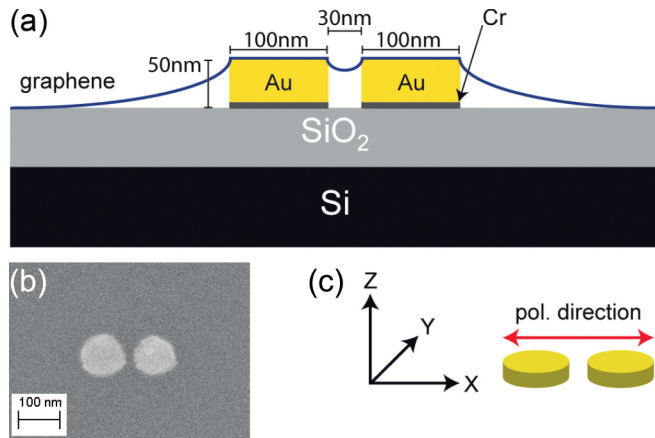 (a)
30nm
Cr
100nm
100nm
graphene
50nm
Au
Au
SiO2
Si
(b)
100 nm
(c)
Z
Y
X
pol. direction